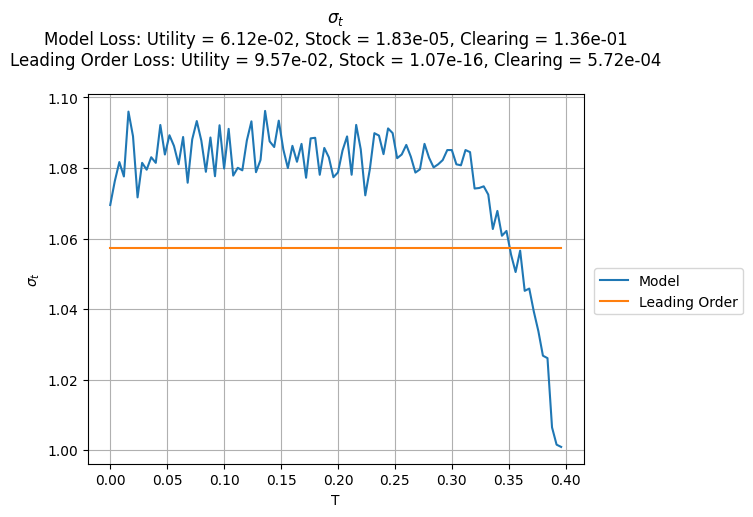 σt
Model Loss: Utility = 6.12e-02, Stock = 1.83e-05, Clearing = 1.36e-01
Leading Order Loss: Utility = 9.57e-02, Stock = 1.07e-16, Clearing = 5.72e-04
1.10
1.08
1.06
1.04
1.02
1.00
σt
0.00 0.05 0.10 0.15 0.20 0.25 0.30 0.35 0.40
T
Model
Leading Order